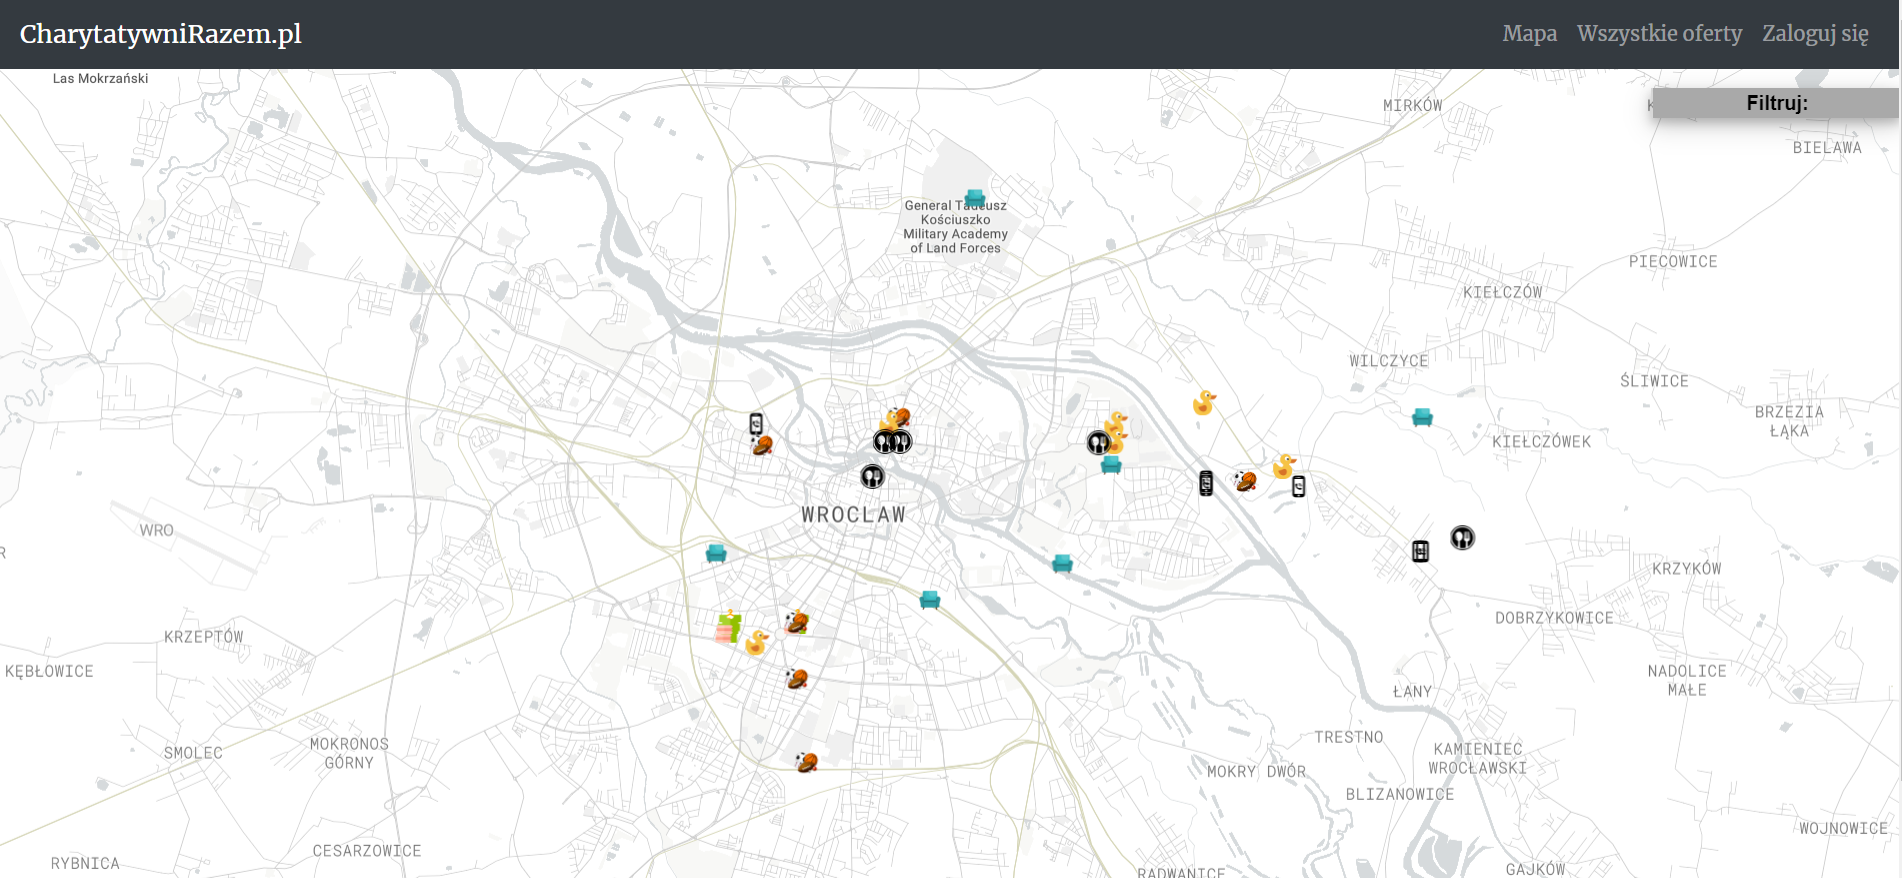 CharytatywniRazem.pl
Mapa
Wszystkie oferty
Zaloguj się
Las Mokrzański
Filtruj:
MIRKÓW
BIELAWA
General Tadeusz
Kościuszko
Military Academy
of Land Forces
PIECOWICE
KIEŁCZÓW
WILCZYCE
ŚLIWICE
BRZEZIA
ŁĄKA
KIEŁCZÓWEK
WROCLAW
WRO
KRZYKÓW
DOBRZYKOWICE
KRZEPTÓW
KĘBŁOWICE
NADOLICE
MAŁE
ŁANY
TRESTNO
MOKRONOS
GÓRNY
SMOLEC
KAMIENIEC
WROCŁAWSKI
MOKRY DWÓR
BLIZANOWICE
WOJNOWICE
CESARZOWICE
RYBNICA
GAJKÓW
RADWANICE